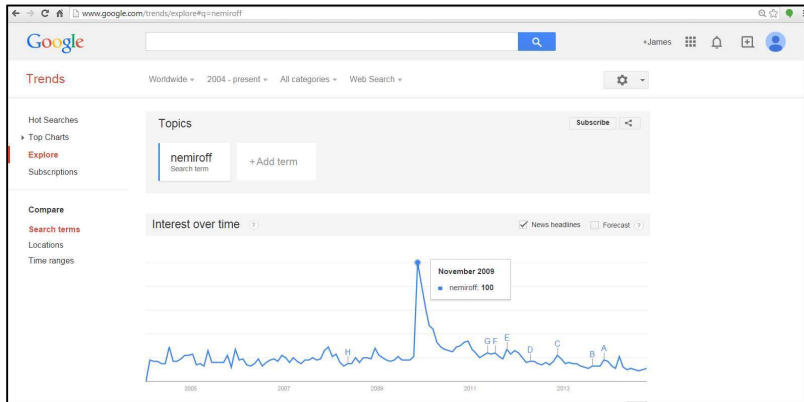 www.google.com/trends/explore#q=nemiroff
Google
+James
Trends
Worldwide 2004 - present All categories Web Search
Hot Searches
Top Charts
Explore
Subscriptions
Compare
Search terms
Locations
Time ranges
Topics
Subscribe
nemiroff
Search term
+Add term
Interest over time ?
News headlines Forecast ?
November 2009
nemiroff: 100
H G F E D C B A
2005 2007 2009 2011 2013